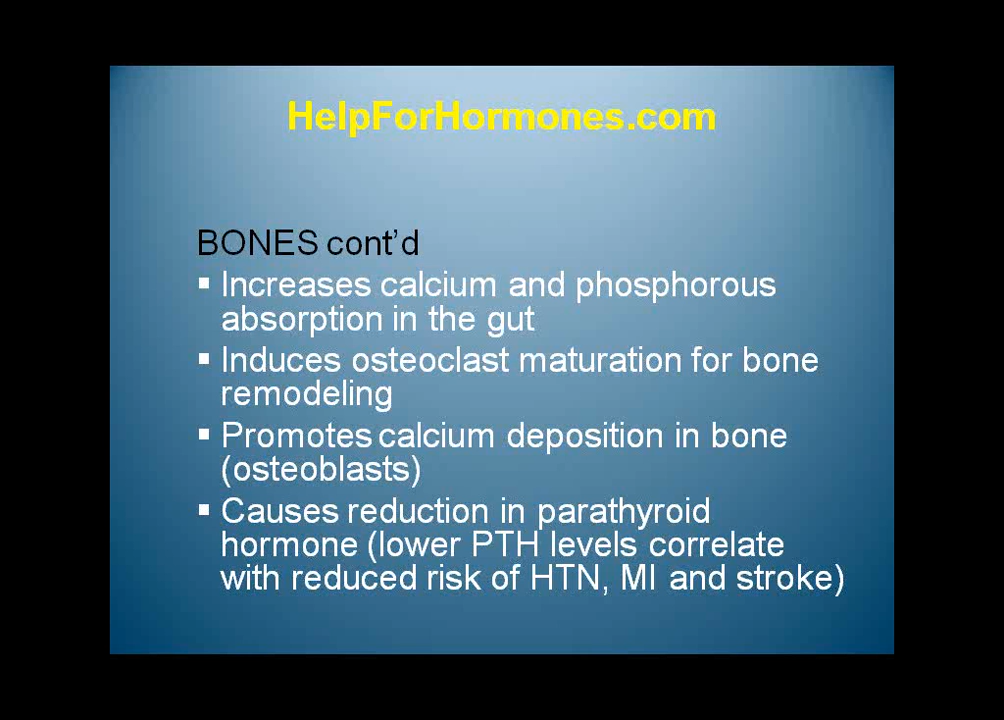 HelpForHormones.com
BONES cont’d
▪ Increases calcium and phosphorous
absorption in the gut
▪ Induces osteoclast maturation for bone
remodeling
▪ Promotes calcium deposition in bone
(osteoblasts)
▪ Causes reduction in parathyroid
hormone (lower PTH levels correlate
with reduced risk of HTN, MI and stroke)